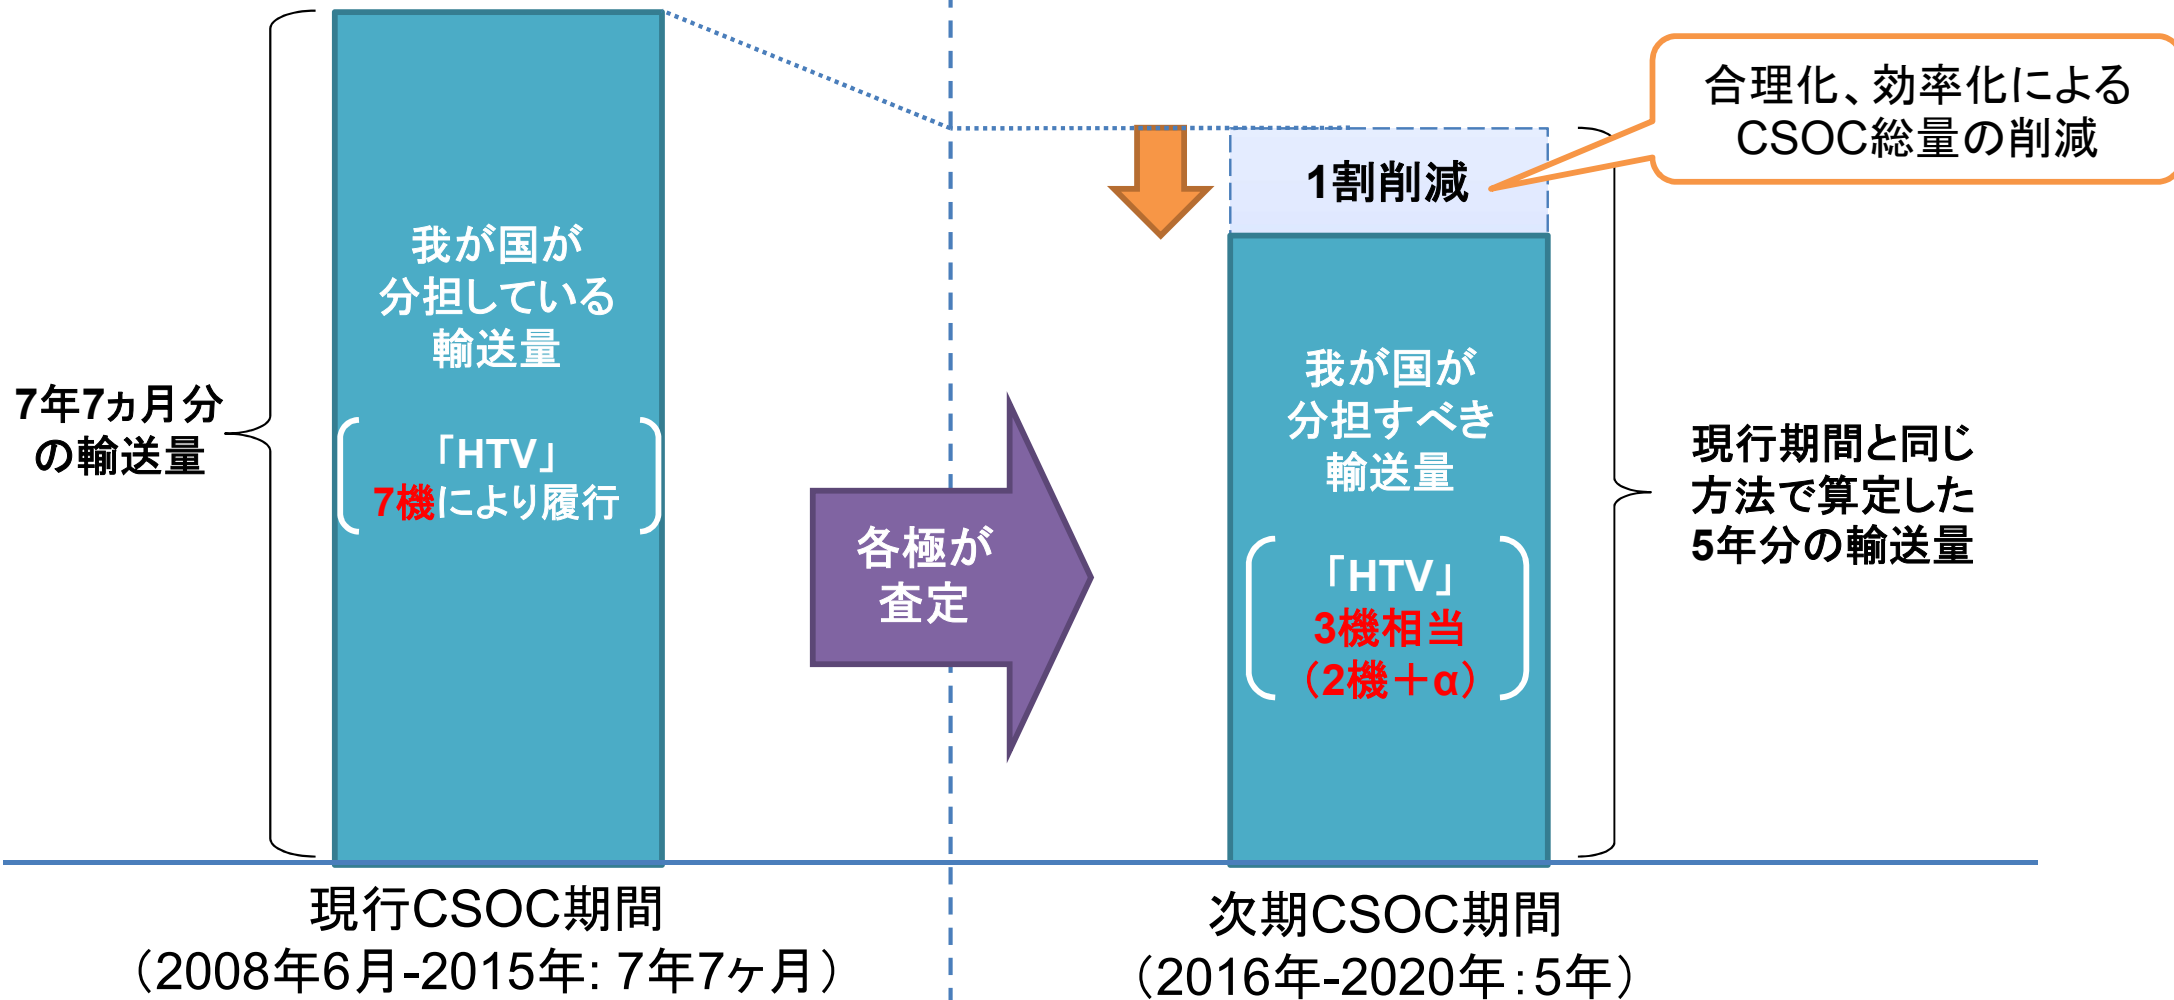 合理化、効率化による
CSOC総量の削減
1割削減
我が国が
分担している
輸送量
「HTV」
7機により履行
7年7ヵ月分
の輸送量
各極が
査定
我が国が
分担すべき
輸送量
「HTV」
3機相当
（2機＋α）
現行期間と同じ
方法で算定した
5年分の輸送量
現行CSOC期間
（2008年6月-2015年: 7年7ヶ月）
次期CSOC期間
（2016年-2020年:5年）